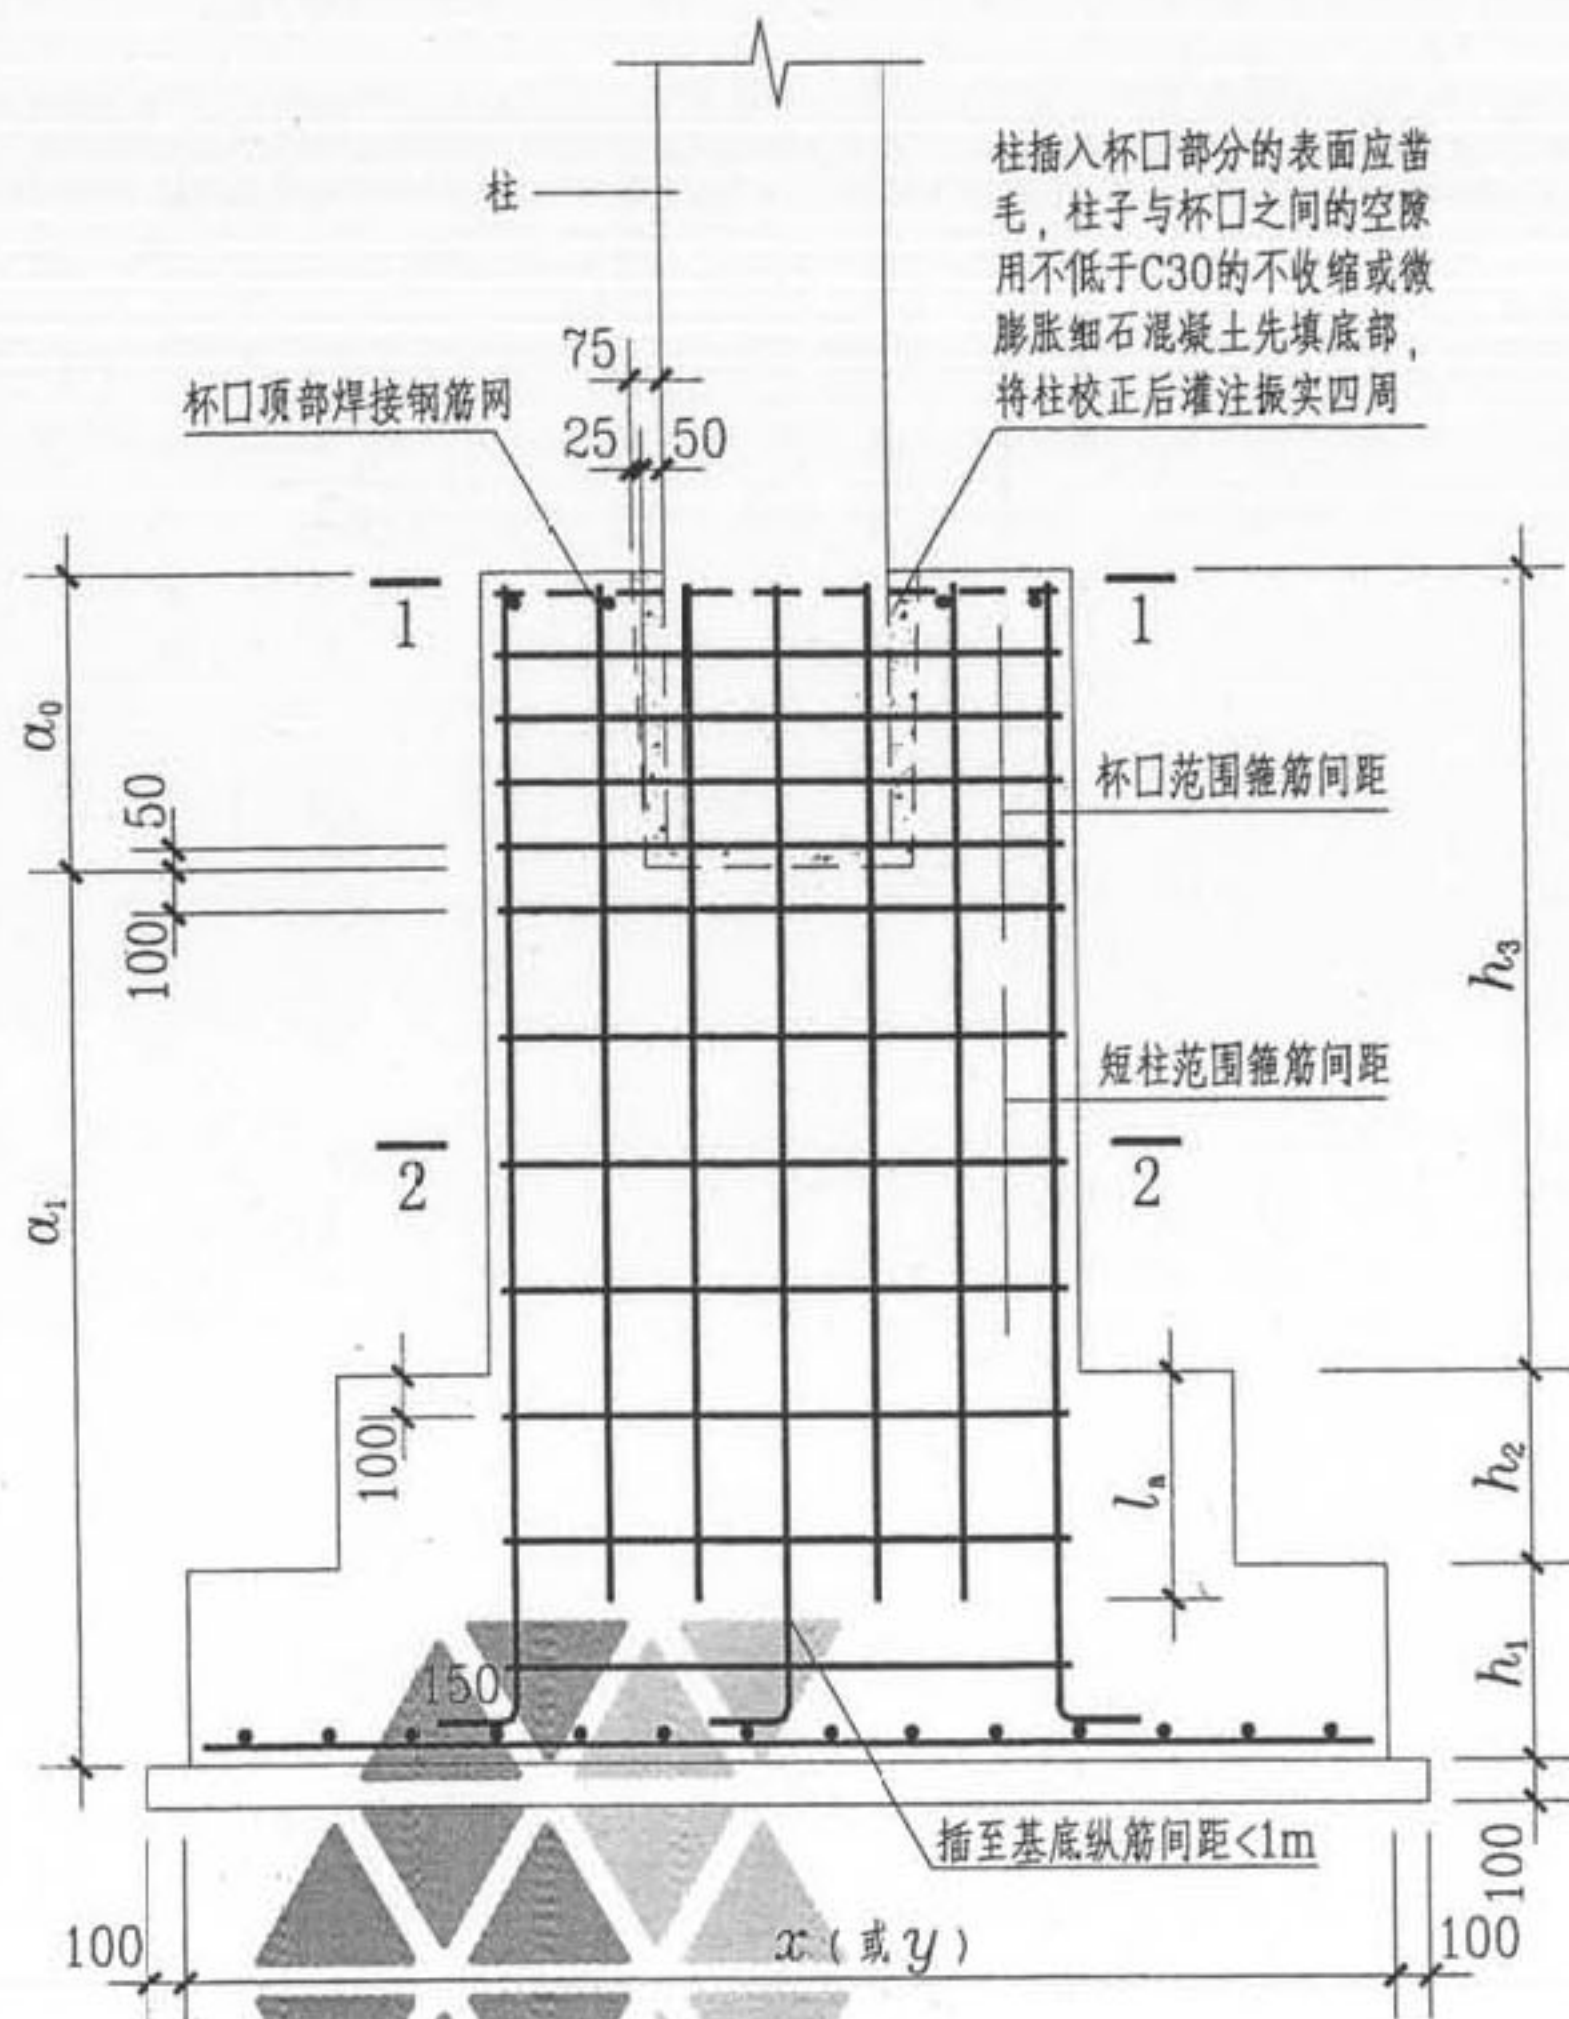 柱
柱插入杯口部分的表面应凿
毛，柱子与杯口之间的空隙
用不低于C30的不收缩或微
膨胀细石混凝土先填底部，
将柱校正后灌注振实四周
75
杯口顶部焊接钢筋网
25
50
1
1
a₀
50
100
杯口范围箍筋间距
h₃
短柱范围箍筋间距
2
2
a₁
100
lₐ
h₂
150
h₁
插至基底纵筋间距<1m
100
100
x（或y）
100